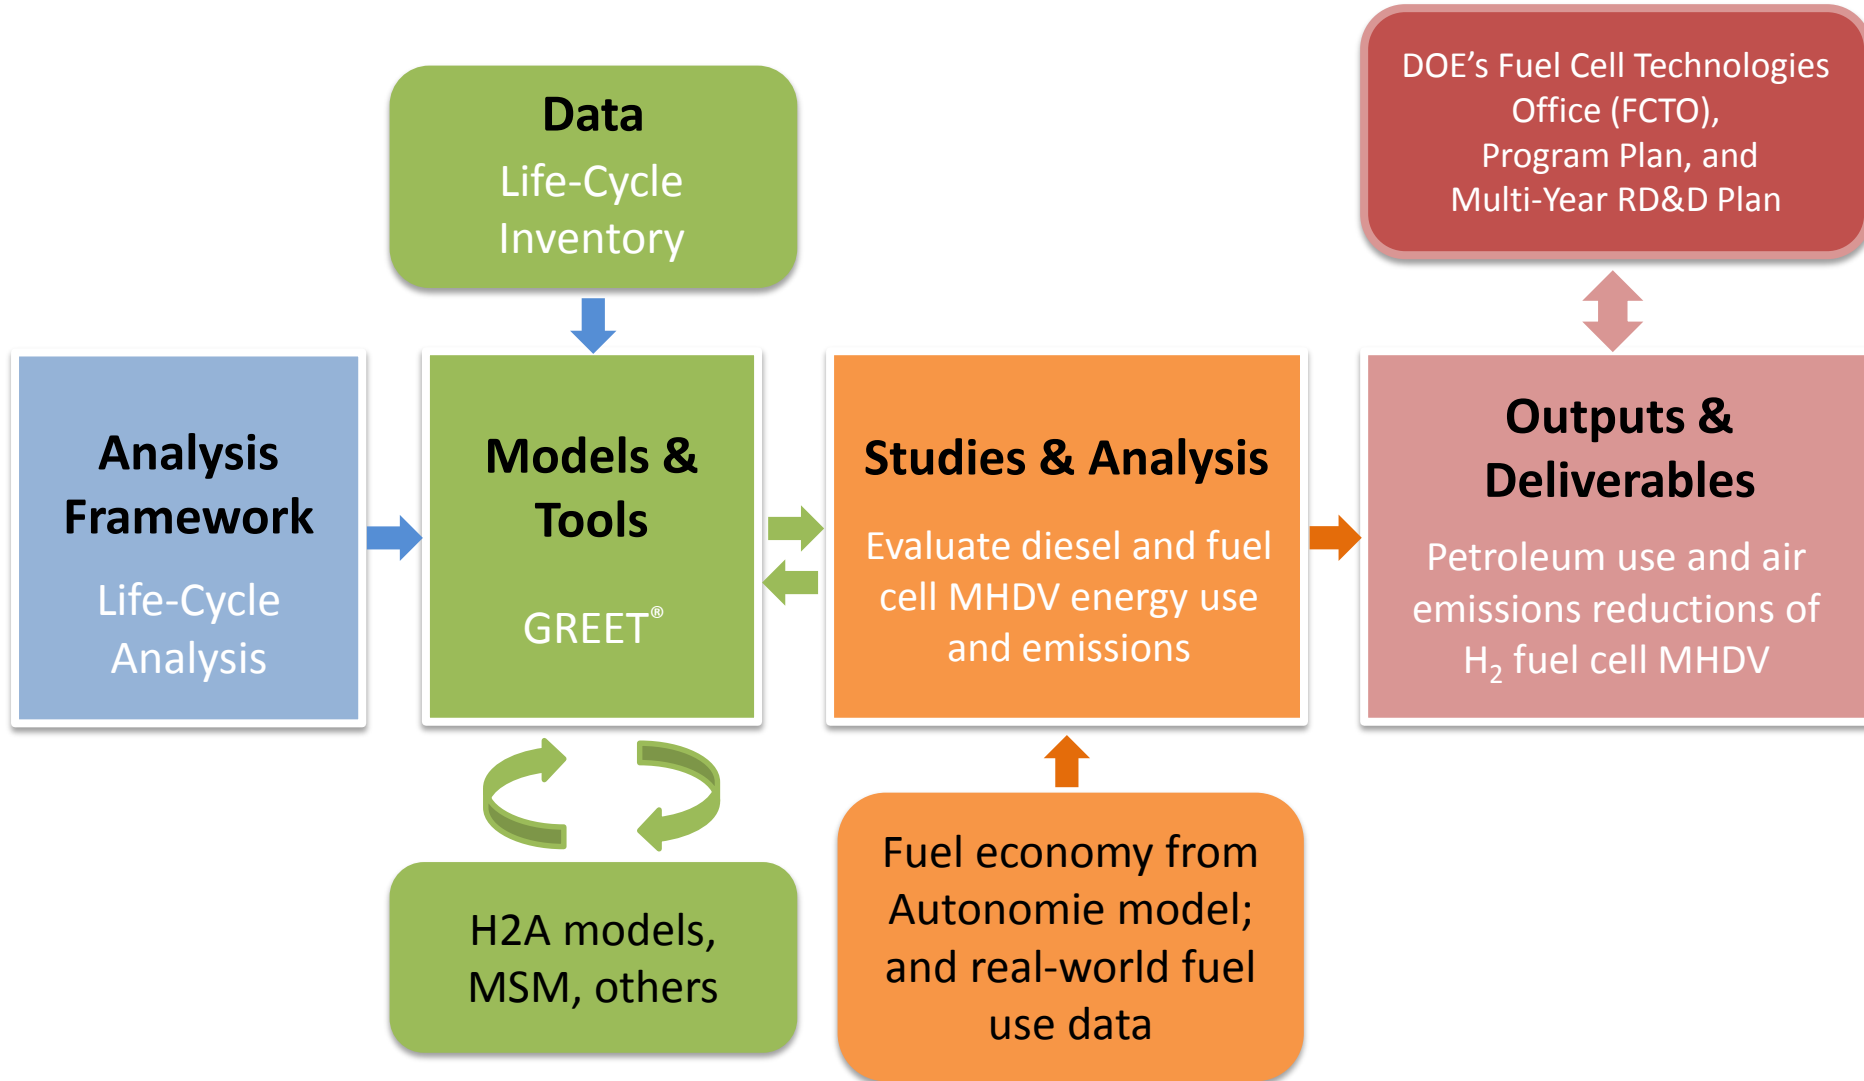 Data
Life-Cycle
Inventory
DOE’s Fuel Cell Technologies
Office (FCTO),
Program Plan, and
Multi-Year RD&D Plan
Analysis
Framework
Life-Cycle
Analysis
Models &
Tools
GREET®
Studies & Analysis
Evaluate diesel and fuel
cell MHDV energy use
and emissions
Outputs &
Deliverables
Petroleum use and air
emissions reductions of
H₂ fuel cell MHDV
H2A models,
MSM, others
Fuel economy from
Autonomie model;
and real-world fuel
use data